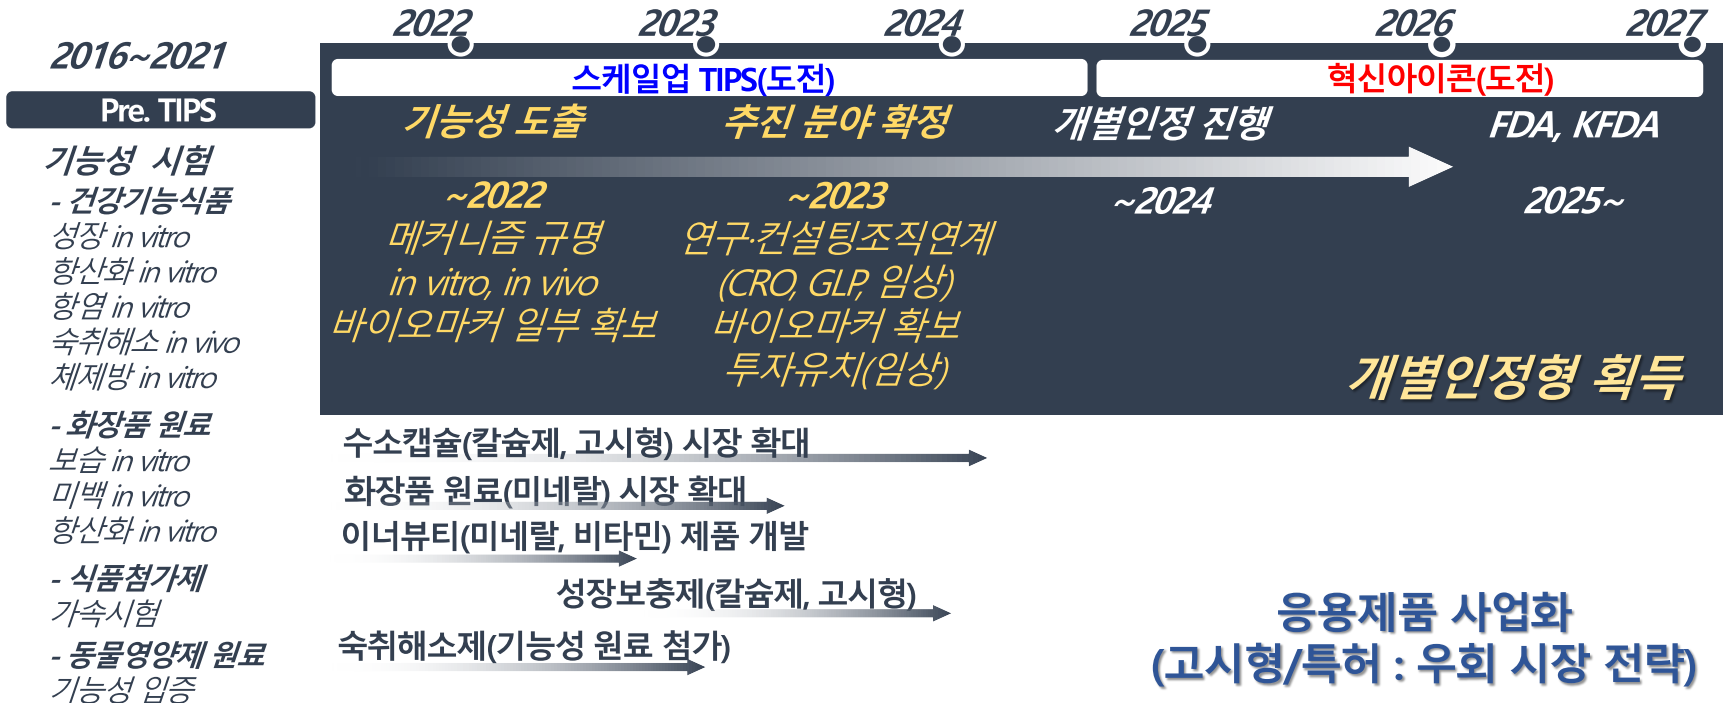 2016~2021
Pre. TIPS
기능성 시험
- 건강기능식품
성장 in vitro
항산화 in vitro
항염 in vitro
숙취해소 in vivo
체제방 in vitro
- 화장품 원료
보습 in vitro
미백 in vitro
항산화 in vitro
- 식품첨가제
가속시험
- 동물영양제 원료
기능성 입증
2022 2023 2024 2025 2026 2027
스케일업 TIPS(도전) 혁신아이콘(도전)
기능성 도출
~2022
메커니즘 규명
in vitro, in vivo
바이오마커 일부 확보
추진 분야 확정
~2023
연구·컨설팅조직연계
(CRO, GLP, 임상)
바이오마커 확보
투자유치(임상)
개별인정 진행
~2024
FDA, KFDA
2025~
개별인정형 획득
수소캡슐(칼슘제, 고시형) 시장 확대
화장품 원료(미네랄) 시장 확대
이너뷰티(미네랄, 비타민) 제품 개발
성장보충제(칼슘제, 고시형)
숙취해소제(기능성 원료 첨가)
응용제품 사업화
(고시형/특허 : 우회 시장 전략)